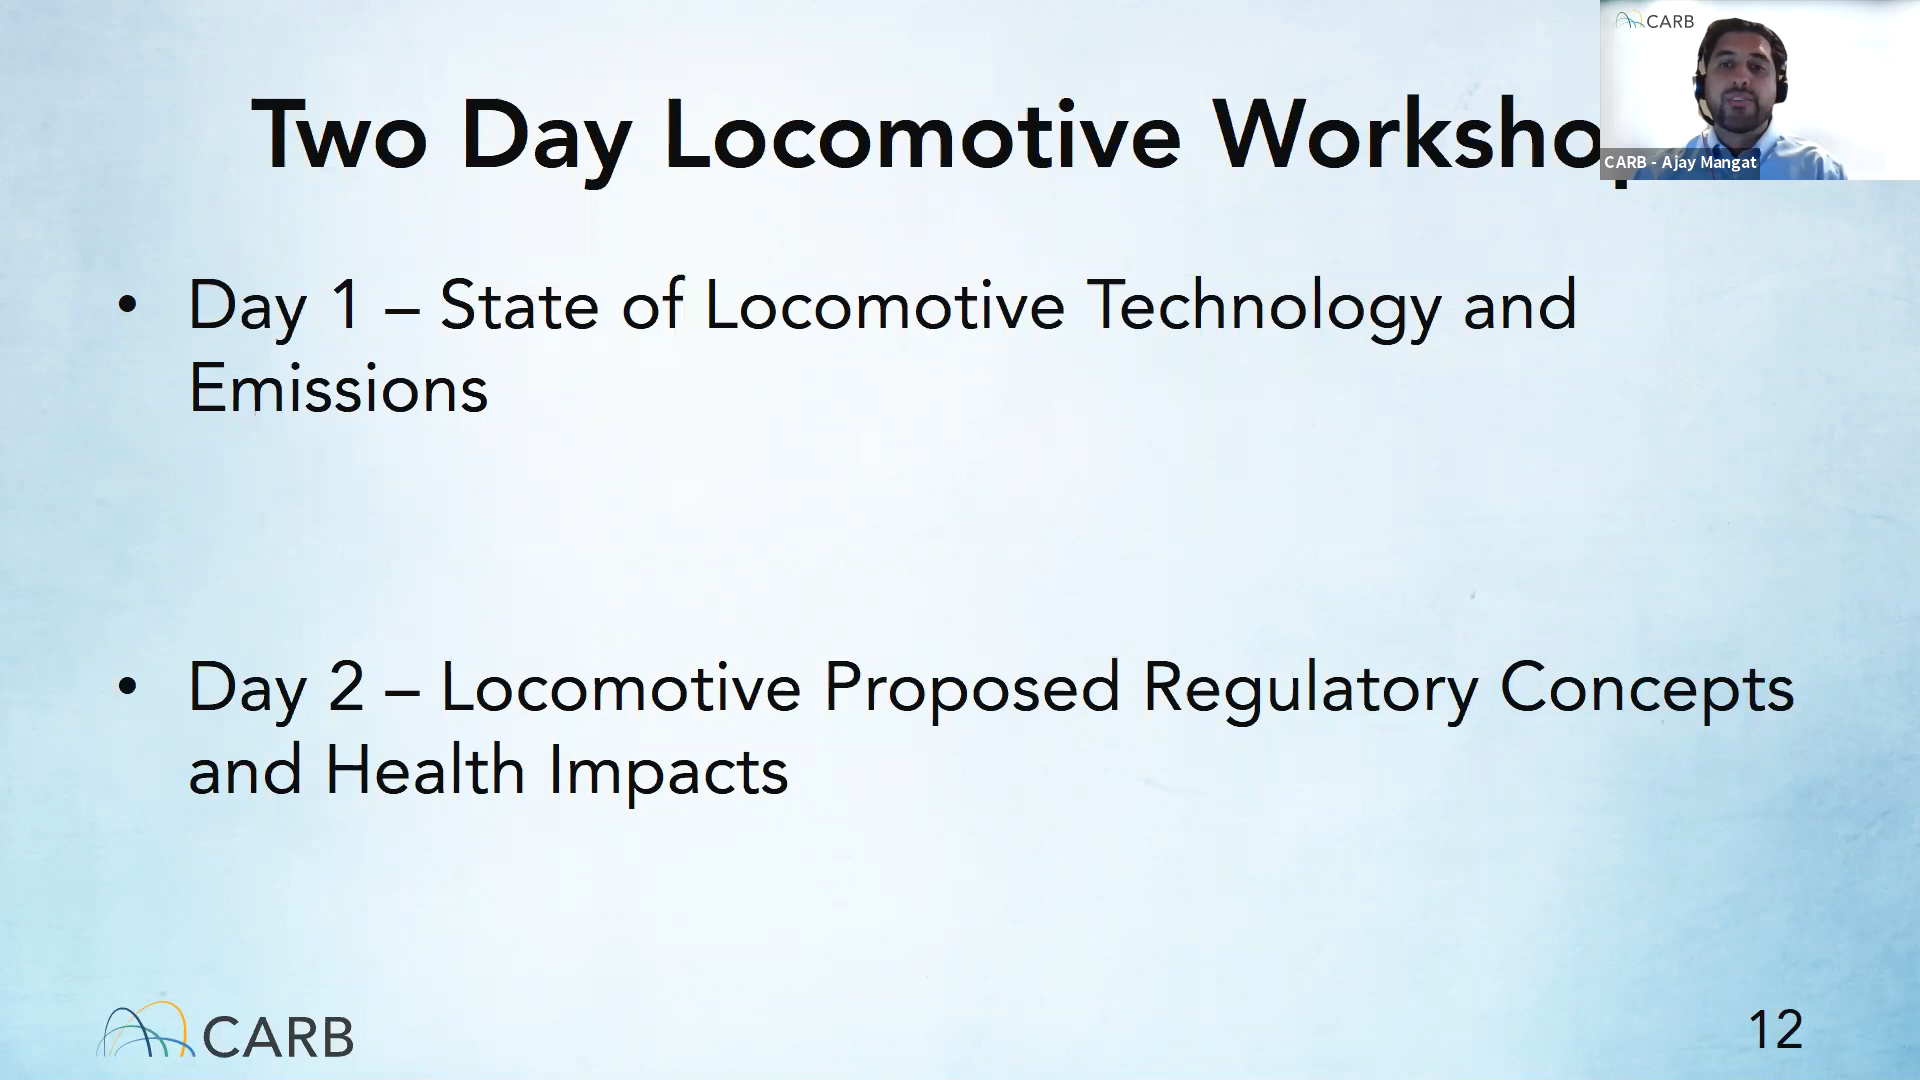 CARB
Two Day Locomotive Worksho
CARB - Ajay Mangat
• Day 1 – State of Locomotive Technology and
Emissions
• Day 2 – Locomotive Proposed Regulatory Concepts
and Health Impacts
CARB
12